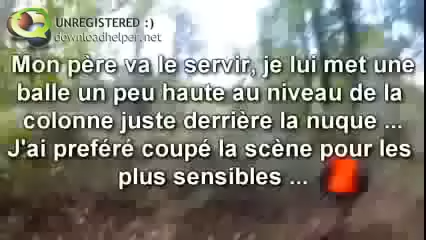 UNREGISTERED :)
downloadhelper.net
Mon père va le servir, je lui met une
balle un peu haute au niveau de la
colonne juste derrière la nuque ...
J'ai preféré coupé la scène pour les
plus sensibles ...